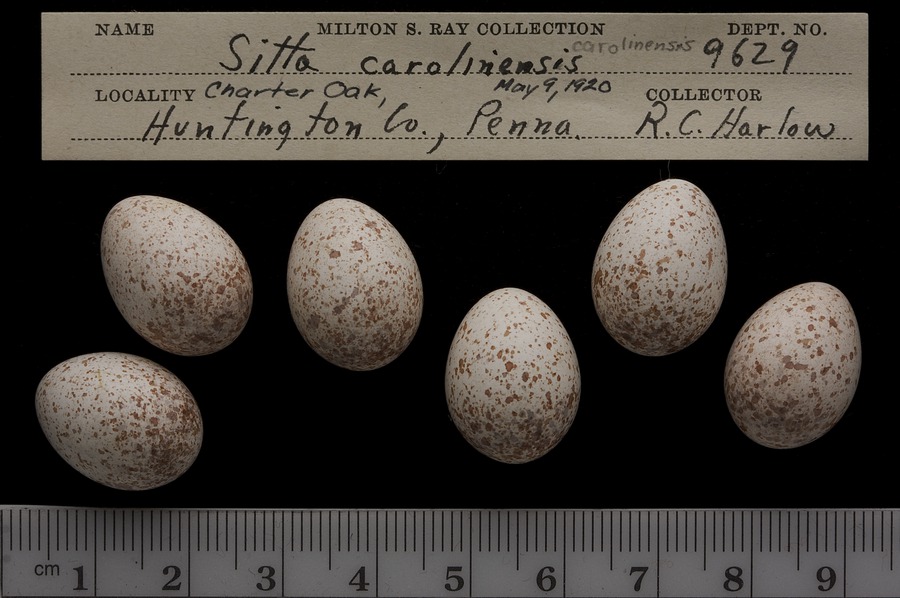 NAME MILTON S. RAY COLLECTION DEPT. NO.
Sitta carolinensis carolinensis 9629
LOCALITY Charter Oak, May 9, 1920 COLLECTOR
Huntington Co., Penna. R.C. Harlow
cm 1 2 3 4 5 6 7 8 9